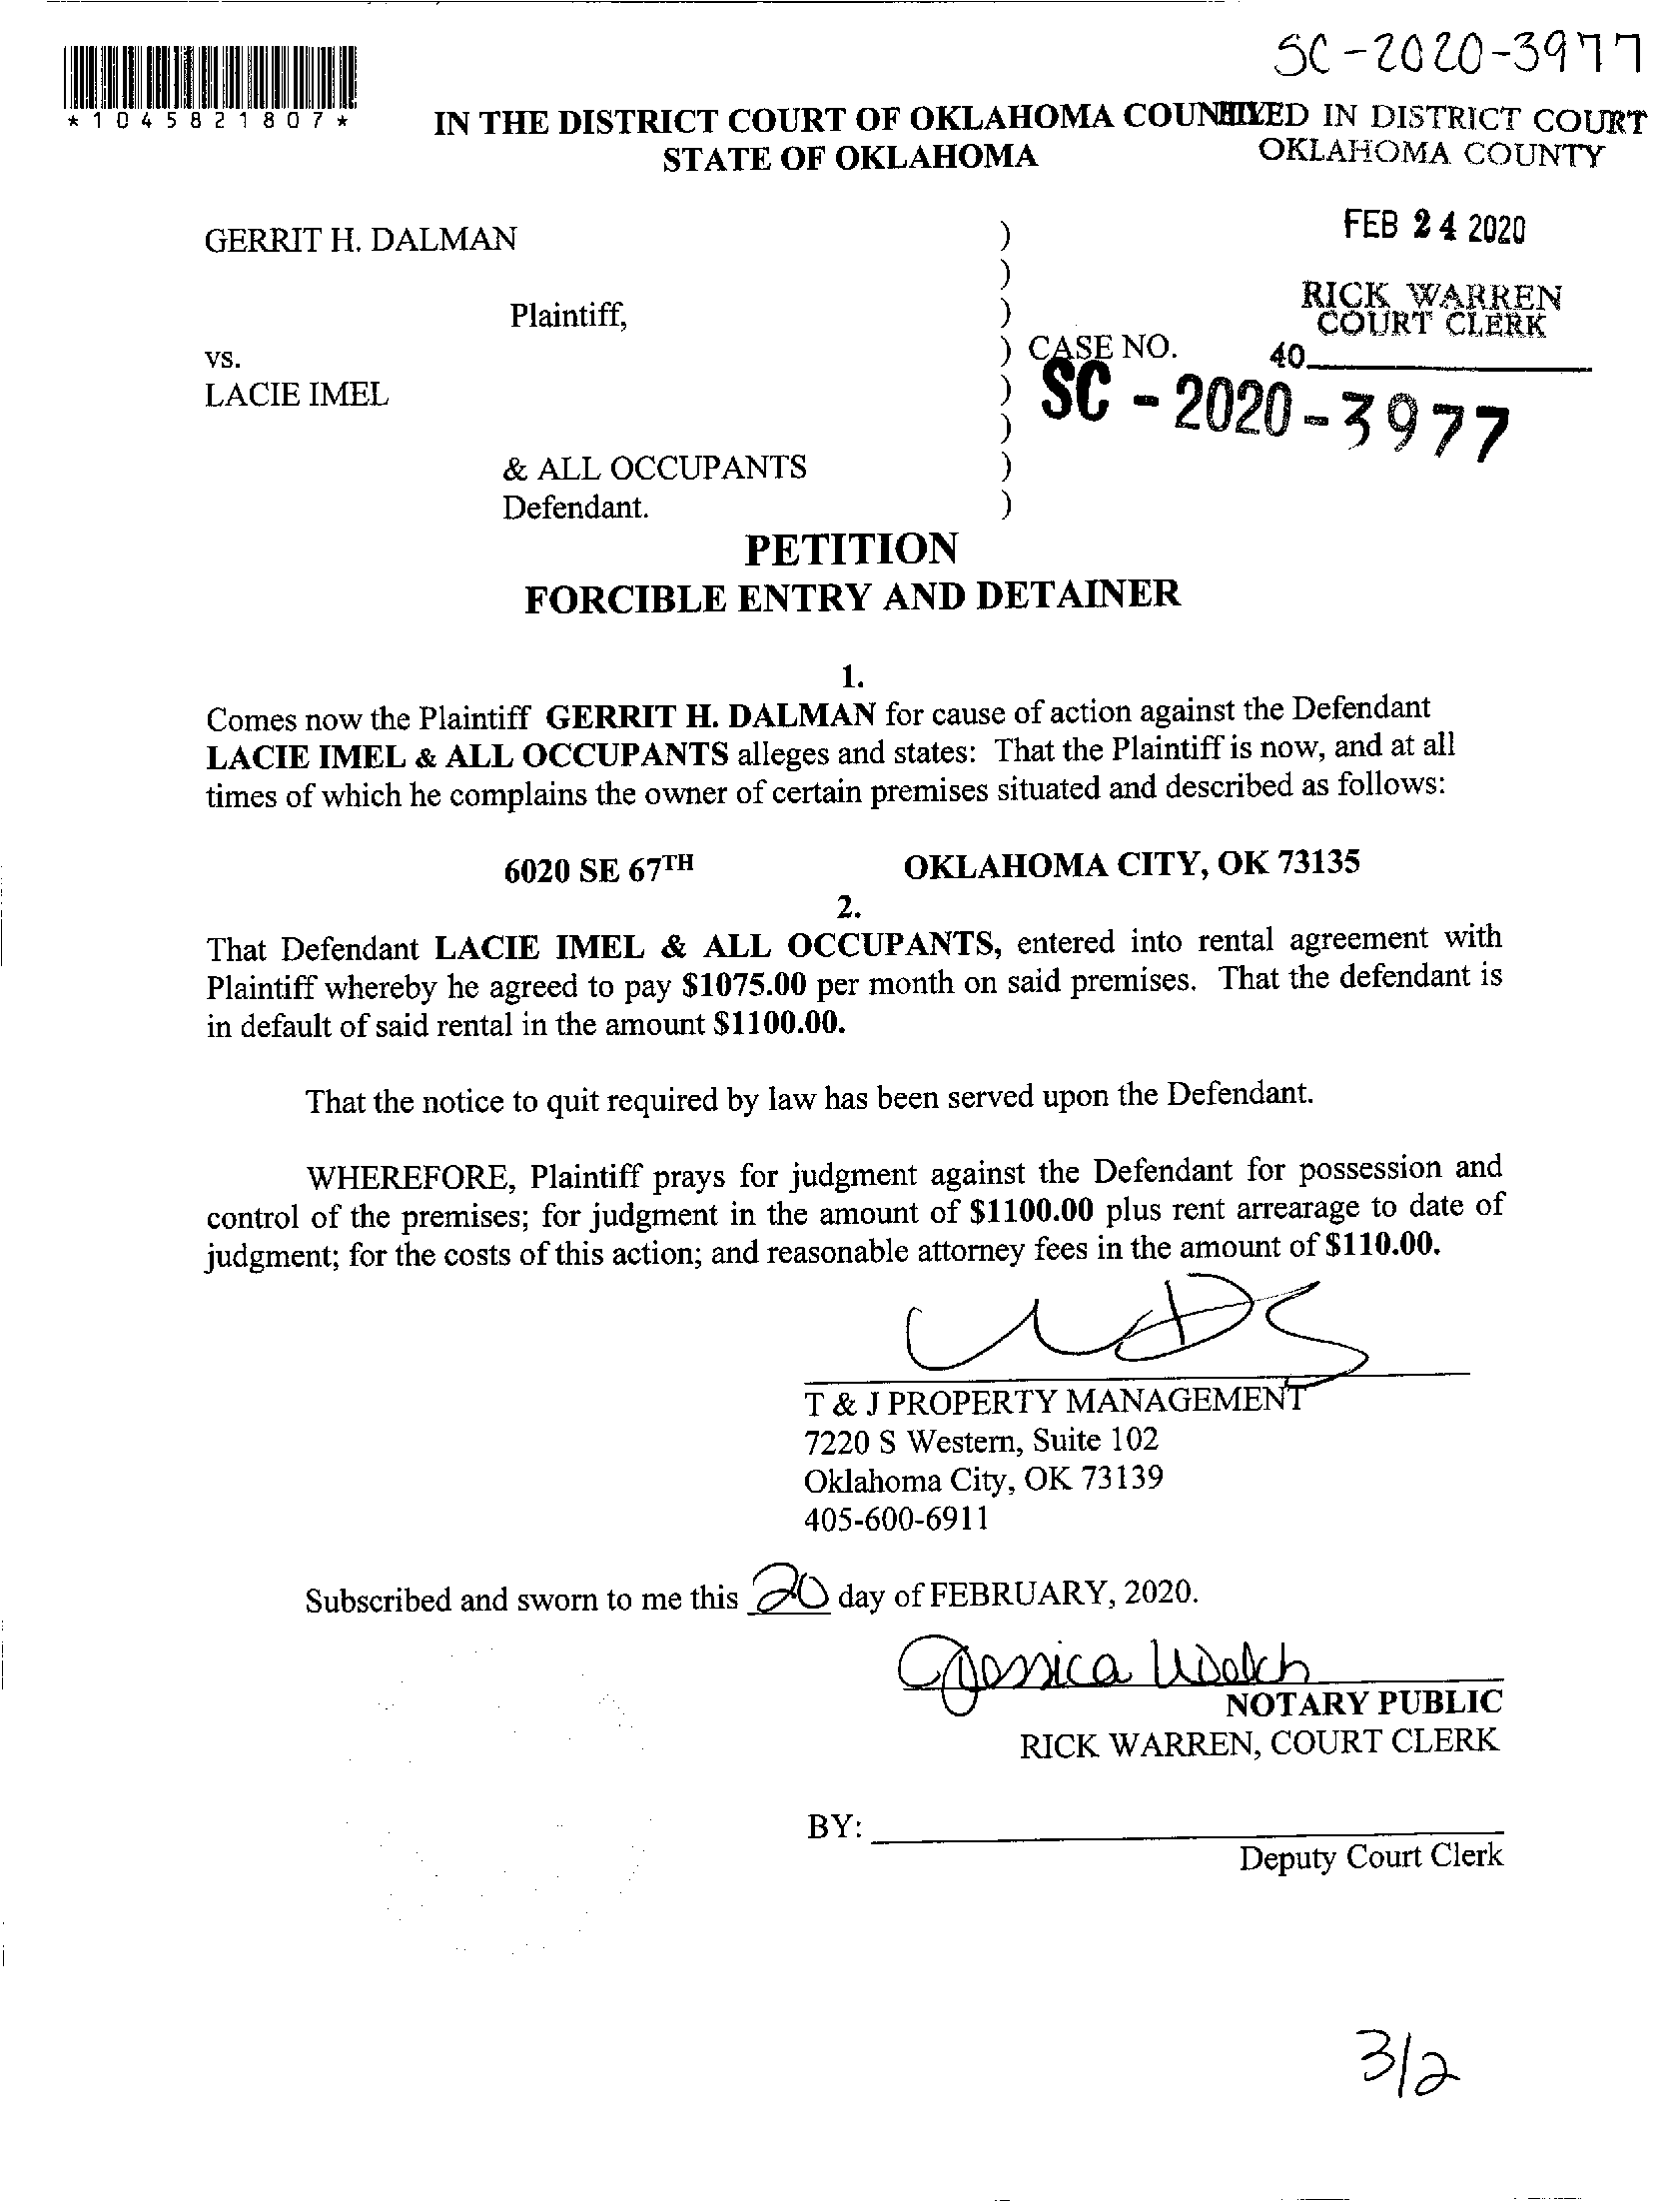 SC-2020-3977
*1045821807*
IN THE DISTRICT COURT OF OKLAHOMA COUN
FILED IN DISTRICT COURT
STATE OF OKLAHOMA
OKLAHOMA COUNTY
FEB 24 2020
GERRIT H. DALMAN )
)
RICK WARREN
COURT CLERK
Plaintiff, )
vs. ) CASE NO. 40
LACIE IMEL ) SC - 2020 - 3977
)
& ALL OCCUPANTS )
Defendant. )
PETITION
FORCIBLE ENTRY AND DETAINER
1.
Comes now the Plaintiff GERRIT H. DALMAN for cause of action against the Defendant
LACIE IMEL & ALL OCCUPANTS alleges and states: That the Plaintiff is now, and at all
times of which he complains the owner of certain premises situated and described as follows:
6020 SE 67TH OKLAHOMA CITY, OK 73135
2.
That Defendant LACIE IMEL & ALL OCCUPANTS, entered into rental agreement with
Plaintiff whereby he agreed to pay $1075.00 per month on said premises. That the defendant is
in default of said rental in the amount $1100.00.
That the notice to quit required by law has been served upon the Defendant.
WHEREFORE, Plaintiff prays for judgment against the Defendant for possession and
control of the premises; for judgment in the amount of $1100.00 plus rent arrearage to date of
judgment; for the costs of this action; and reasonable attorney fees in the amount of $110.00.
T & J PROPERTY MANAGEMENT
7220 S Western, Suite 102
Oklahoma City, OK 73139
405-600-6911
Subscribed and sworn to me this 20 day of FEBRUARY, 2020.
Jessica Welch
NOTARY PUBLIC
RICK WARREN, COURT CLERK
BY:
Deputy Court Clerk
3/2